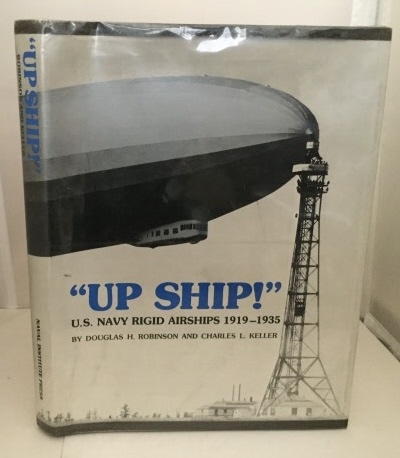 "UP SHIP!"
U.S. NAVY RIGID AIRSHIPS 1919–1935
BY DOUGLAS H. ROBINSON AND CHARLES L. KELLER
"UP SHIP!"
ROBINSON AND KELLER
NAVAL INSTITUTE PRESS